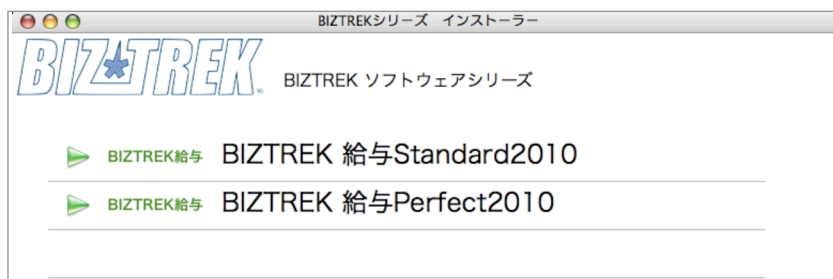 BIZTREKシリーズ　インストーラー
BIZTREK
BIZTREK ソフトウェアシリーズ
BIZTREK給与 BIZTREK 給与Standard2010
BIZTREK給与 BIZTREK 給与Perfect2010